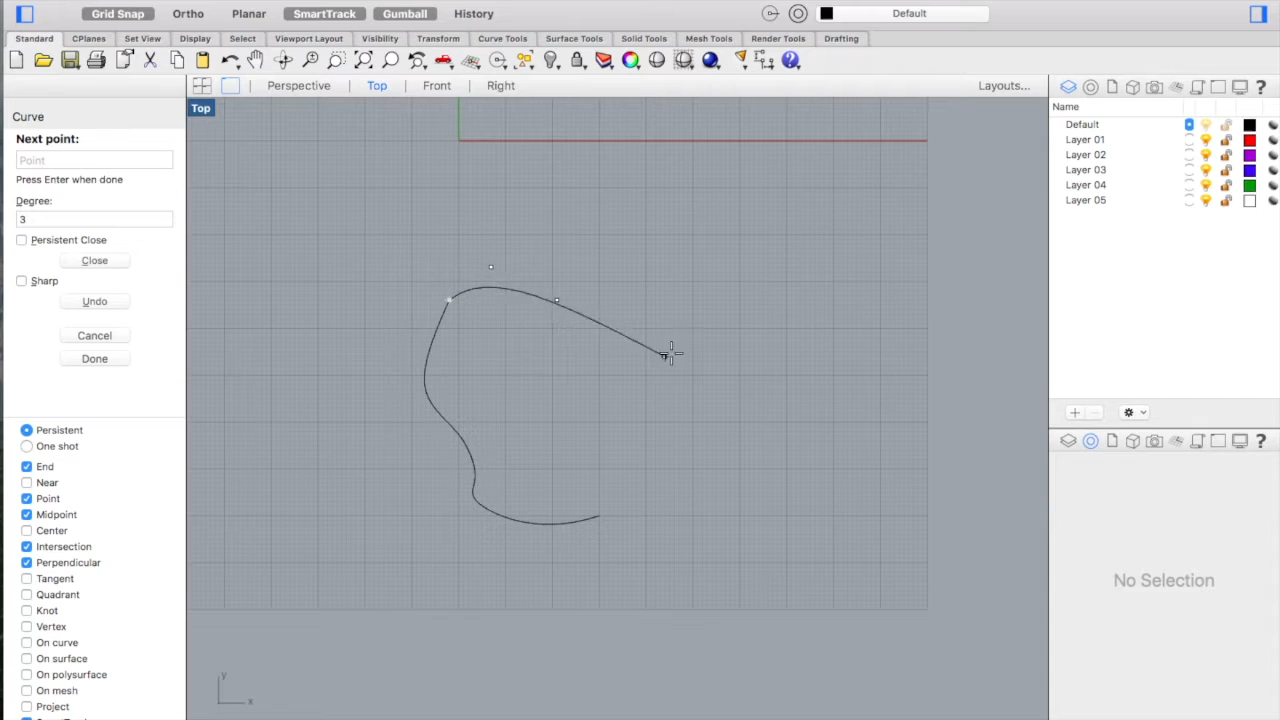 Grid Snap Ortho Planar SmartTrack Gumball History Default
Standard CPlanes Set View Display Select Viewport Layout Visibility Transform Curve Tools Surface Tools Solid Tools Mesh Tools Render Tools Drafting
Perspective Top Front Right Layouts...
Top
Curve
Next point:
Point
Press Enter when done
Degree:
3
Persistent Close
Close
Sharp
Undo
Cancel
Done
Persistent
One shot
End
Near
Point
Midpoint
Center
Intersection
Perpendicular
Tangent
Quadrant
Knot
Vertex
On curve
On surface
On polysurface
On mesh
Project
y
x
Name
Default
Layer 01
Layer 02
Layer 03
Layer 04
Layer 05
No Selection